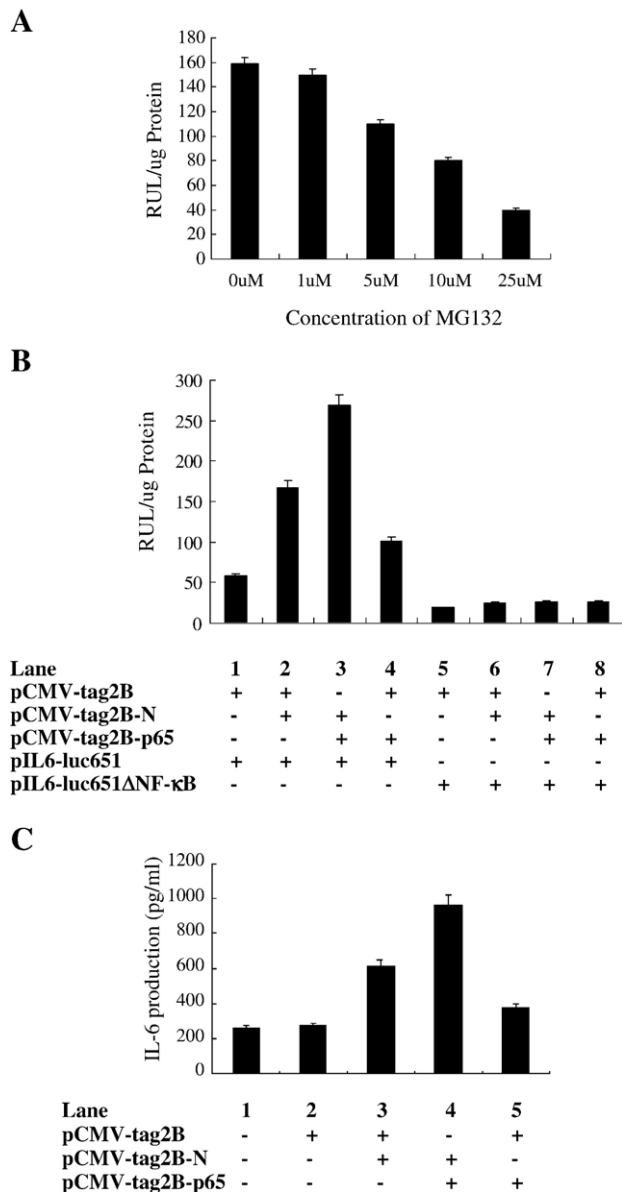 A
180
160
140
120
100
80
60
40
20
0
RUL/ug Protein
0uM 1uM 5uM 10uM 25uM
Concentration of MG132
B
300
250
200
150
100
50
0
RUL/ug Protein
Lane 1 2 3 4 5 6 7 8
pCMV-tag2B + + - + + + - +
pCMV-tag2B-N - + + - - + + -
pCMV-tag2B-p65 - - + + - - + +
pIL6-luc651 + + + + - - - -
pIL6-luc651ΔNF-κB - - - - + + + +
C
1200
1000
800
600
400
200
0
IL-6 production (pg/ml)
Lane 1 2 3 4 5
pCMV-tag2B - + + - +
pCMV-tag2B-N - - + + -
pCMV-tag2B-p65 - - - + +